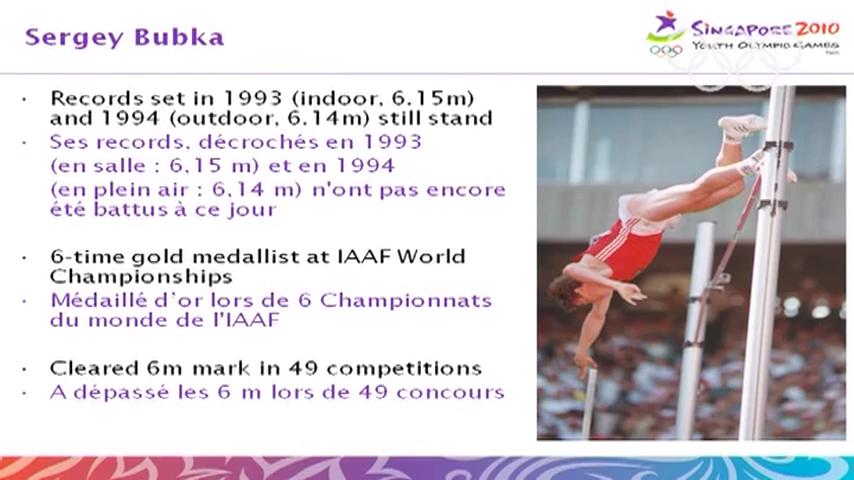 Sergey Bubka
SINGAPORE 2010
YOUTH OLYMPIC GAMES
· Records set in 1993 (indoor, 6.15m)
and 1994 (outdoor, 6.14m) still stand
· Ses records, décrochés en 1993
(en salle : 6,15 m) et en 1994
(en plein air : 6,14 m) n'ont pas encore
été battus à ce jour
· 6-time gold medallist at IAAF World
Championships
· Médaillé d’or lors de 6 Championnats
du monde de l'IAAF
· Cleared 6m mark in 49 competitions
· A dépassé les 6 m lors de 49 concours